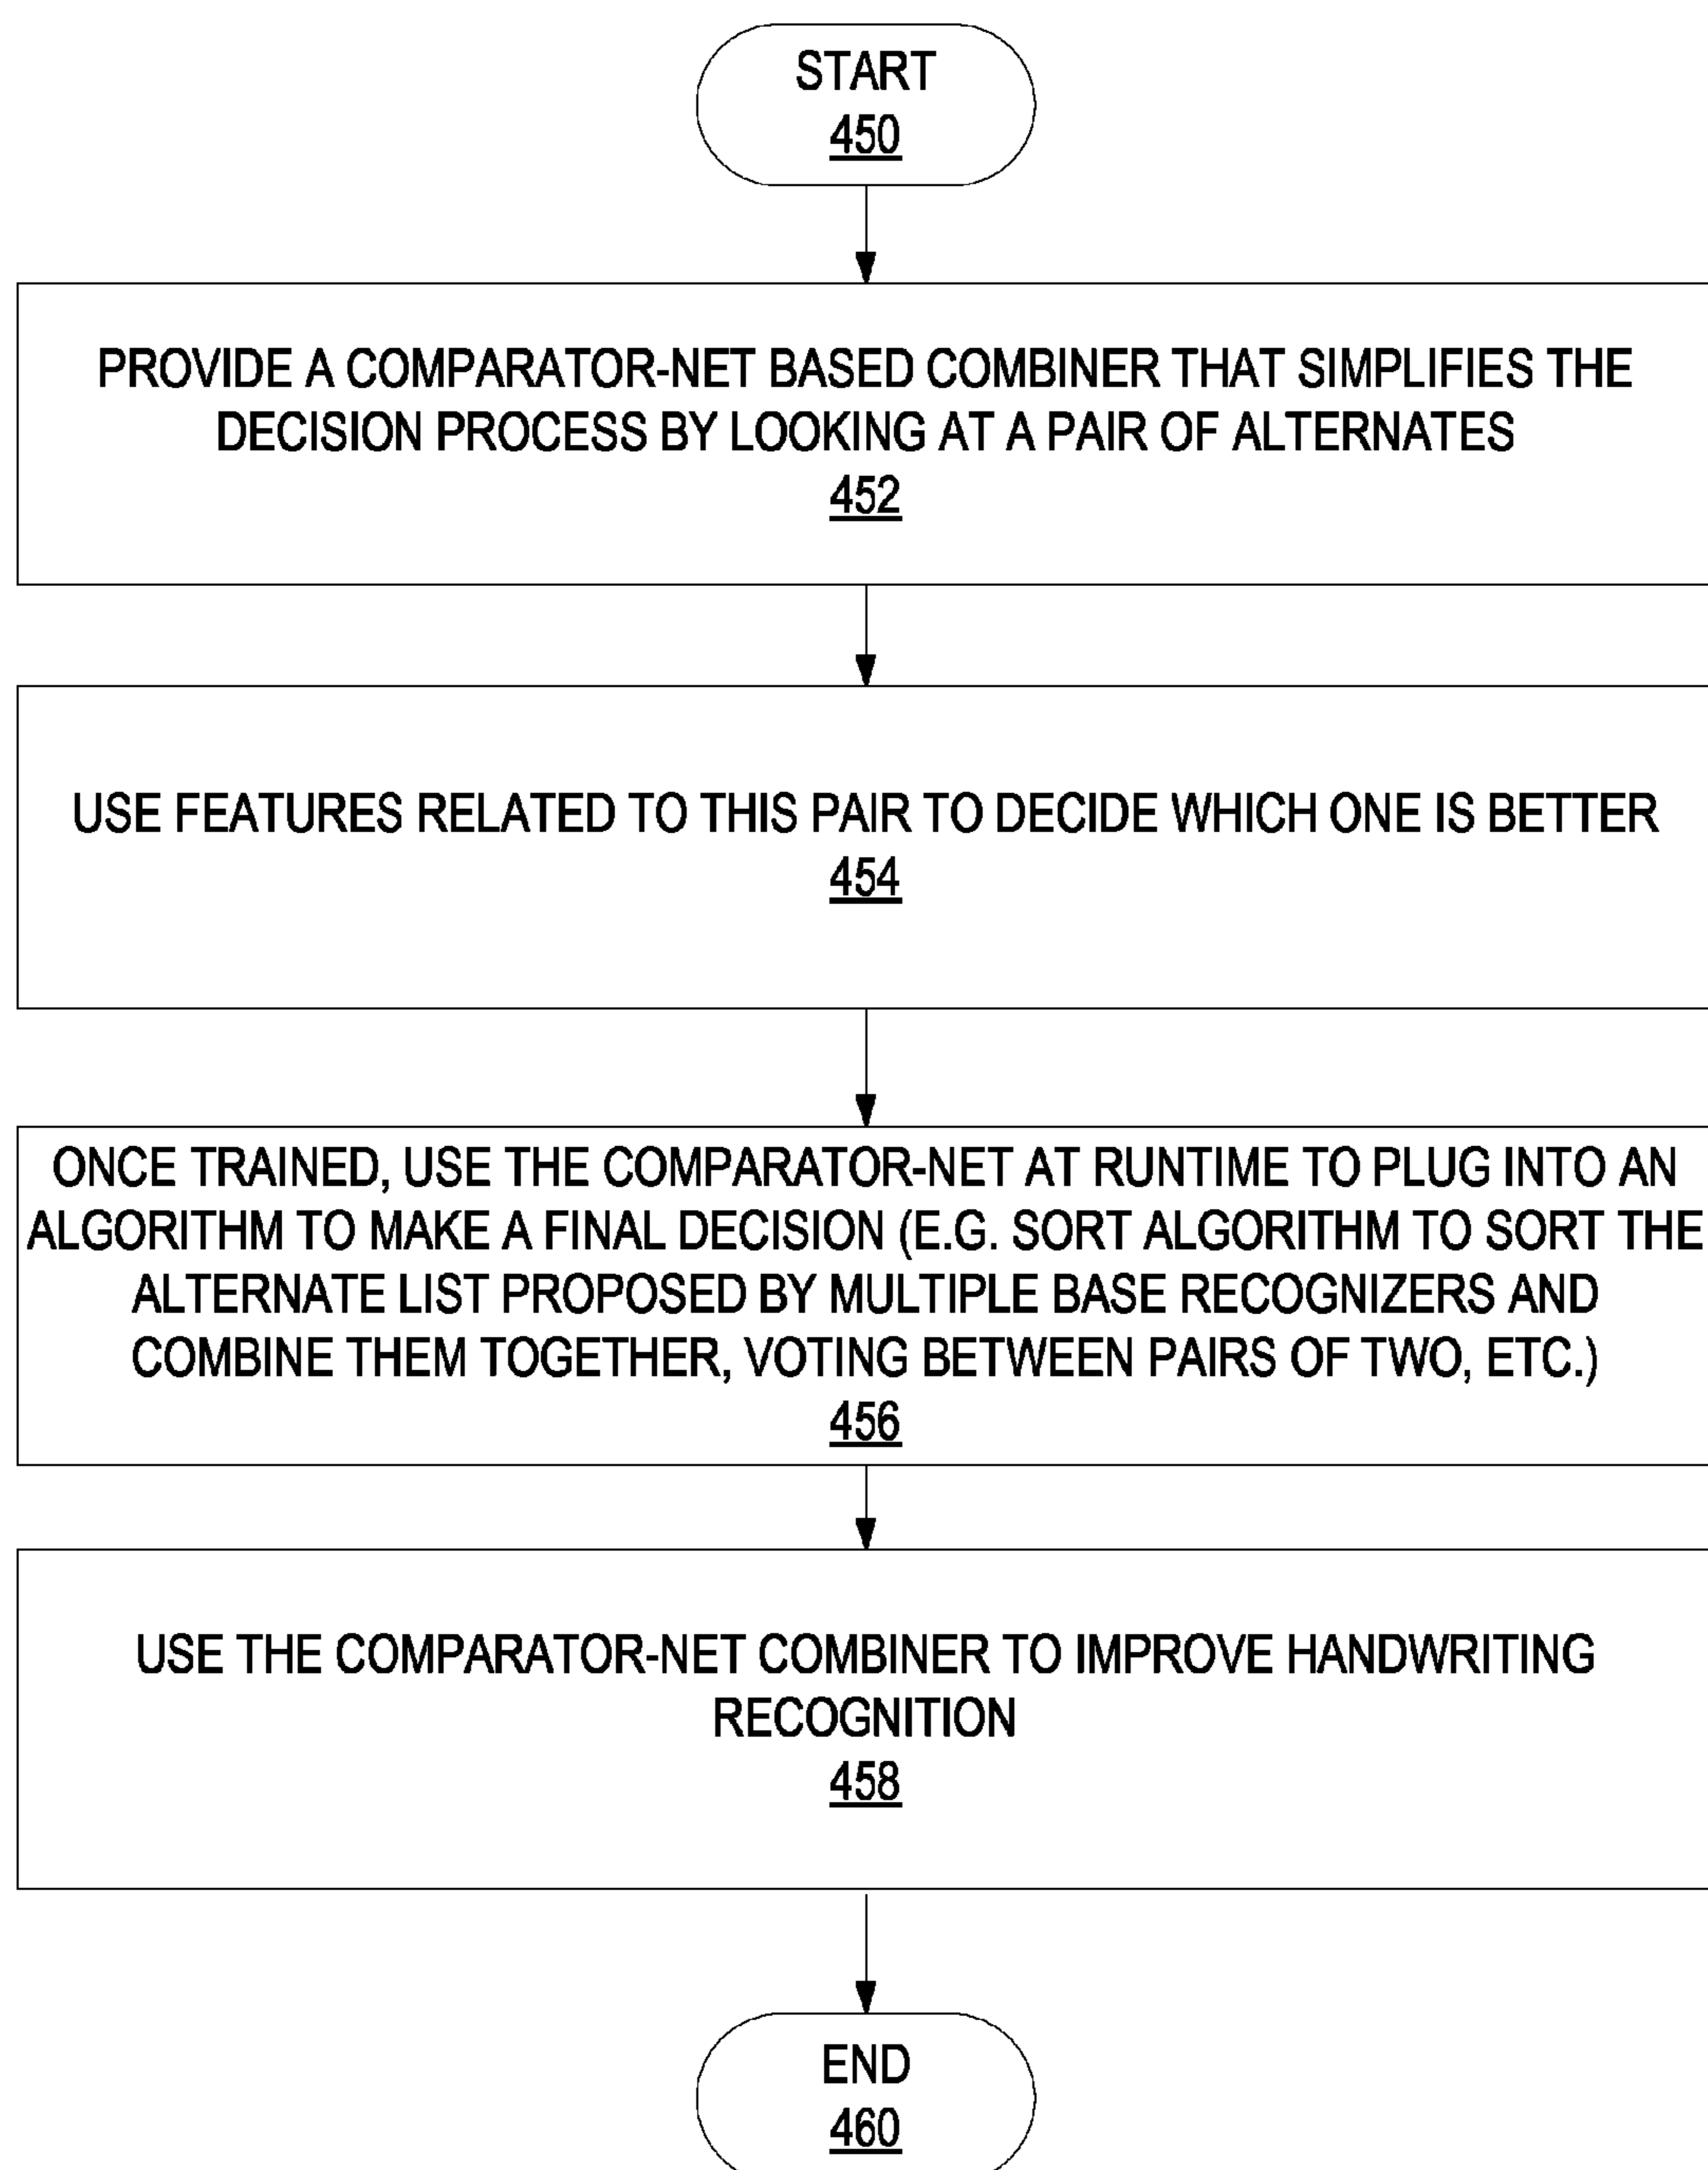 START
450
PROVIDE A COMPARATOR-NET BASED COMBINER THAT SIMPLIFIES THE
DECISION PROCESS BY LOOKING AT A PAIR OF ALTERNATES
452
USE FEATURES RELATED TO THIS PAIR TO DECIDE WHICH ONE IS BETTER
454
ONCE TRAINED, USE THE COMPARATOR-NET AT RUNTIME TO PLUG INTO AN
ALGORITHM TO MAKE A FINAL DECISION (E.G. SORT ALGORITHM TO SORT THE
ALTERNATE LIST PROPOSED BY MULTIPLE BASE RECOGNIZERS AND
COMBINE THEM TOGETHER, VOTING BETWEEN PAIRS OF TWO, ETC.)
456
USE THE COMPARATOR-NET COMBINER TO IMPROVE HANDWRITING
RECOGNITION
458
END
460